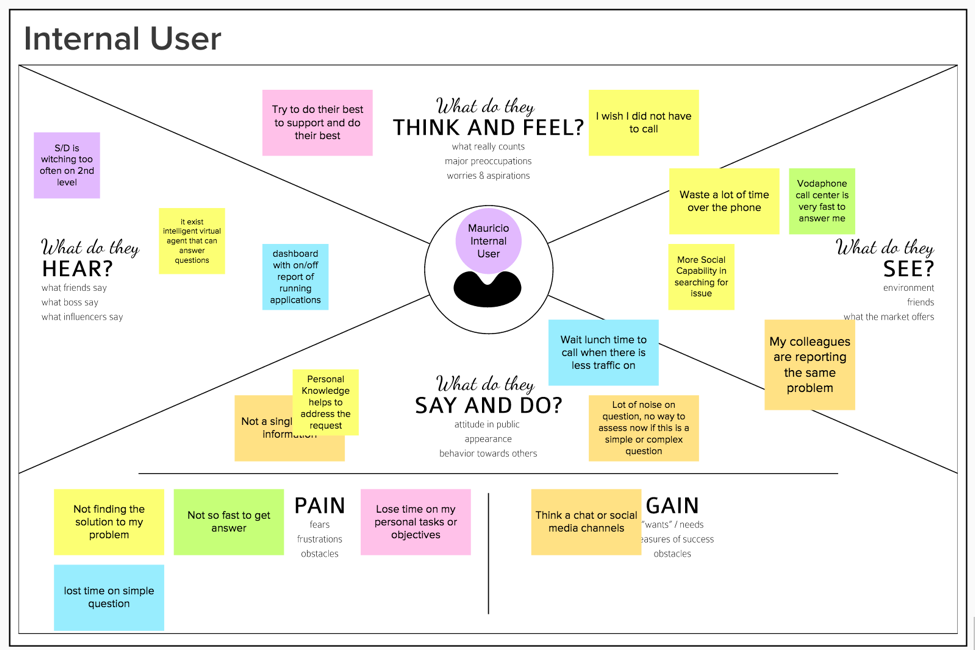 Internal User
Try to do their best
to support and do
their best
What do they
THINK AND FEEL?
what really counts
major preoccupations
worries & aspirations
I wish I did not have
to call
S/D is
witching too
often on 2nd
level
it exist
intelligent virtual
agent that can
answer
questions
What do they
HEAR?
what friends say
what boss say
what influencers say
dashboard
with on/off
report of
running
applications
Mauricio
Internal
User
Waste a lot of time
over the phone
Vodaphone
call center is
very fast to
answer me
More Social
Capability in
searching for
issue
What do they
SEE?
environment
friends
what the market offers
My colleagues
are reporting
the same
problem
Wait lunch time to
call when there is
less traffic on
Personal
Knowledge
helps to
address the
request
Not a singl
information
What do they
SAY AND DO?
attitude in public
appearance
behavior towards others
Lot of noise on
question, no way to
assess now if this is a
simple or complex
question
Not finding the
solution to my
problem
Not so fast to get
answer
PAIN
fears
frustrations
obstacles
Lose time on my
personal tasks or
objectives
lost time on simple
question
Think a chat or social
media channels
GAIN
"wants" / needs
easures of success
obstacles